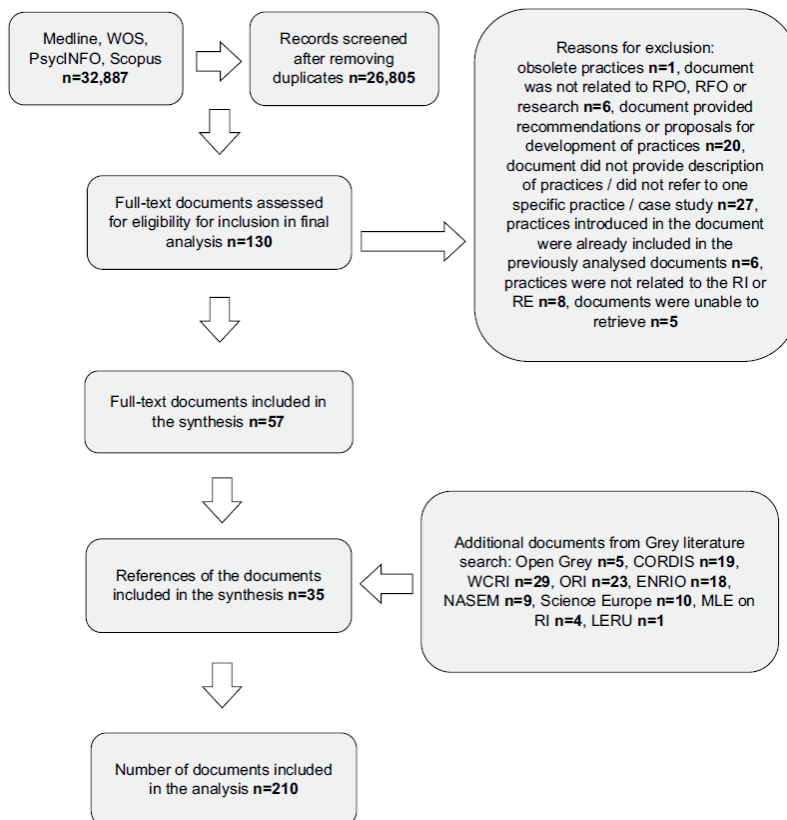 Medline, WOS,
PsycINFO, Scopus
n=32,887
Records screened
after removing
duplicates n=26,805
Reasons for exclusion:
obsolete practices n=1, document
was not related to RPO, RFO or
research n=6, document provided
recommendations or proposals for
development of practices n=20,
document did not provide description
of practices / did not refer to one
specific practice / case study n=27,
practices introduced in the document
were already included in the
previously analysed documents n=6,
practices were not related to the RI or
RE n=8, documents were unable to
retrieve n=5
Full-text documents assessed
for eligibility for inclusion in final
analysis n=130
Full-text documents included in
the synthesis n=57
References of the documents
included in the synthesis n=35
Additional documents from Grey literature
search: Open Grey n=5, CORDIS n=19,
WCRI n=29, ORI n=23, ENRIO n=18,
NASEM n=9, Science Europe n=10, MLE on
RI n=4, LERU n=1
Number of documents included
in the analysis n=210